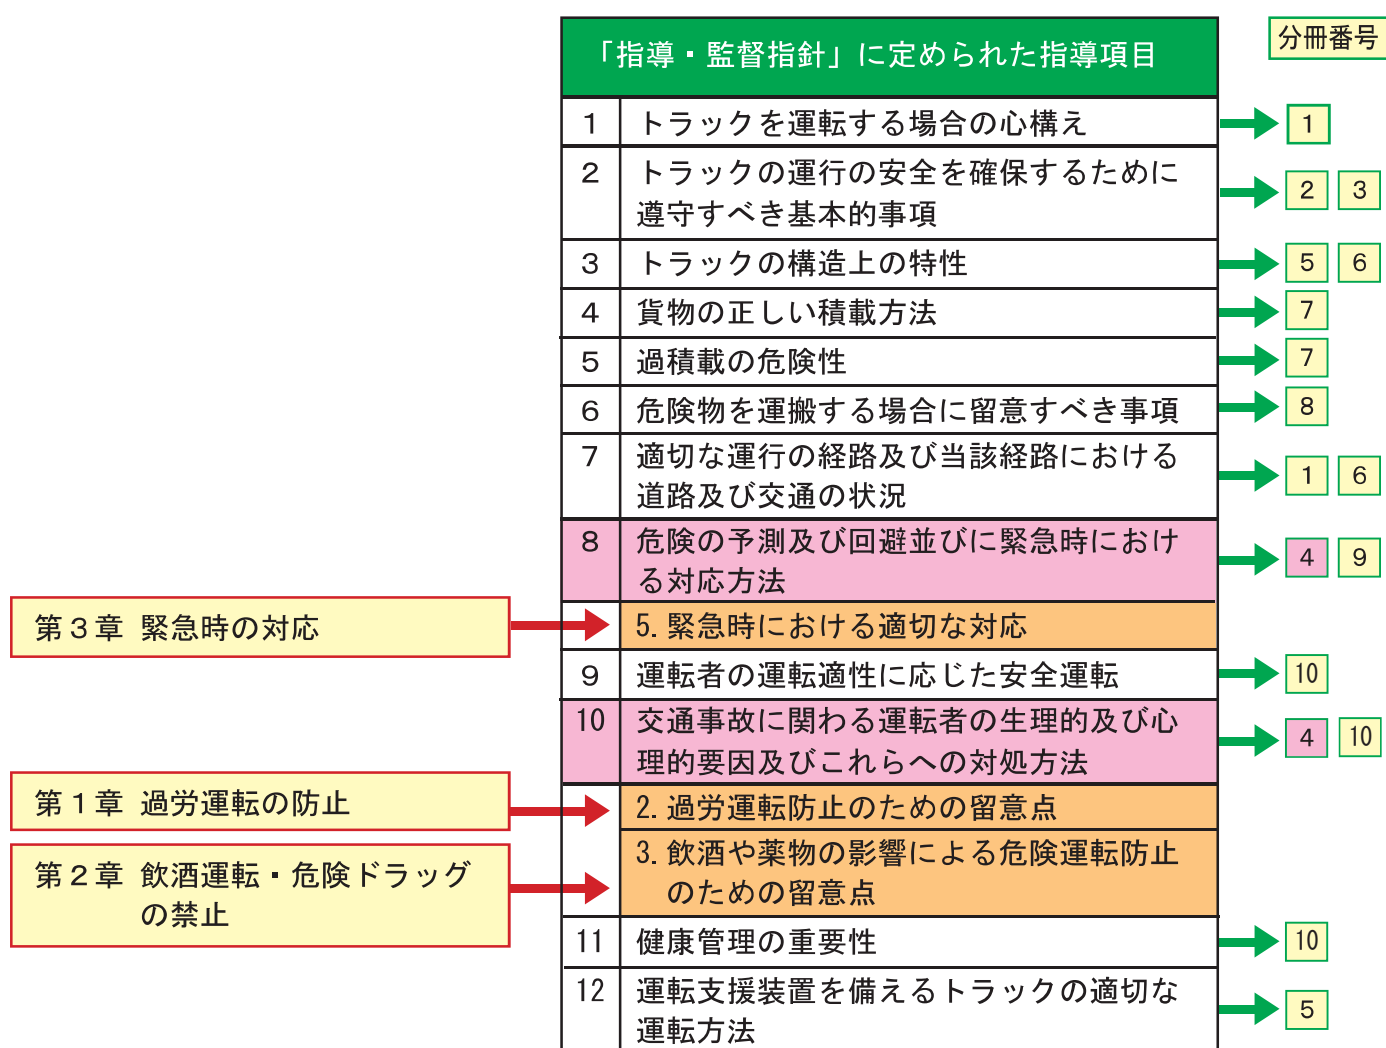 「指導・監督指針」に定められた指導項目
分冊番号
1 トラックを運転する場合の心構え 1
2 トラックの運行の安全を確保するために 2 3
遵守すべき基本的事項
3 トラックの構造上の特性 5 6
4 貨物の正しい積載方法 7
5 過積載の危険性 7
6 危険物を運搬する場合に留意すべき事項 8
7 適切な運行の経路及び当該経路における 1 6
道路及び交通の状況
8 危険の予測及び回避並びに緊急時におけ 4 9
る対応方法
第3章 緊急時の対応
5. 緊急時における適切な対応
9 運転者の運転適性に応じた安全運転 10
10 交通事故に関わる運転者の生理的及び心 4 10
理的要因及びこれらへの対処方法
第1章 過労運転の防止
2. 過労運転防止のための留意点
第2章 飲酒運転・危険ドラッグ
の禁止
3. 飲酒や薬物の影響による危険運転防止
のための留意点
11 健康管理の重要性 10
12 運転支援装置を備えるトラックの適切な 5
運転方法